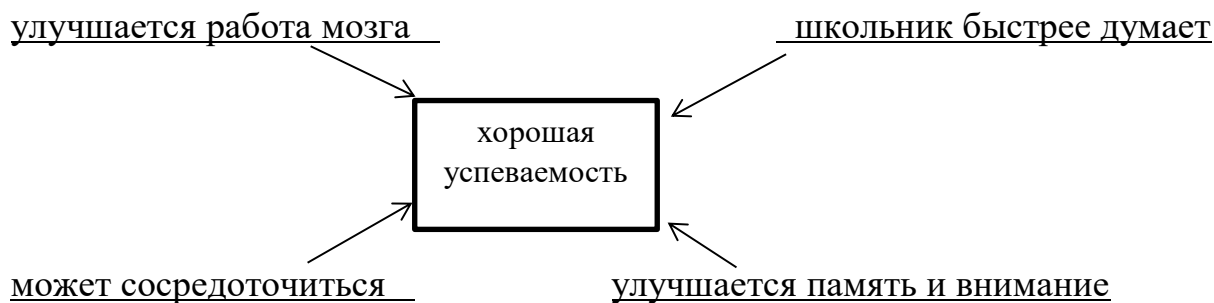 улучшается работа мозга
школьник быстрее думает
хорошая
успеваемость
может сосредоточиться
улучшается память и внимание